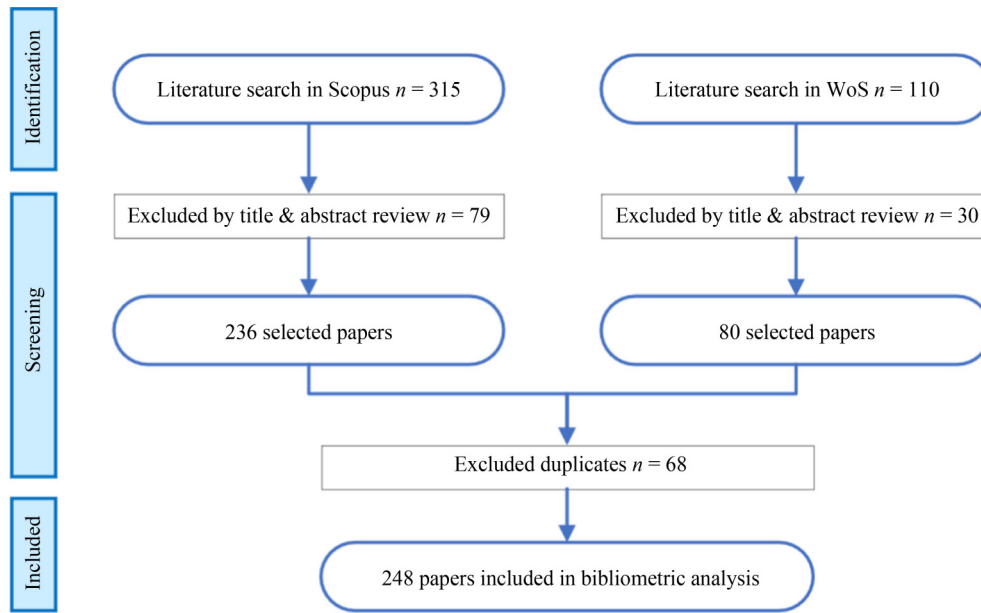 Identification
Literature search in Scopus n = 315
Literature search in WoS n = 110
Screening
Excluded by title & abstract review n = 79
Excluded by title & abstract review n = 30
236 selected papers
80 selected papers
Excluded duplicates n = 68
Included
248 papers included in bibliometric analysis